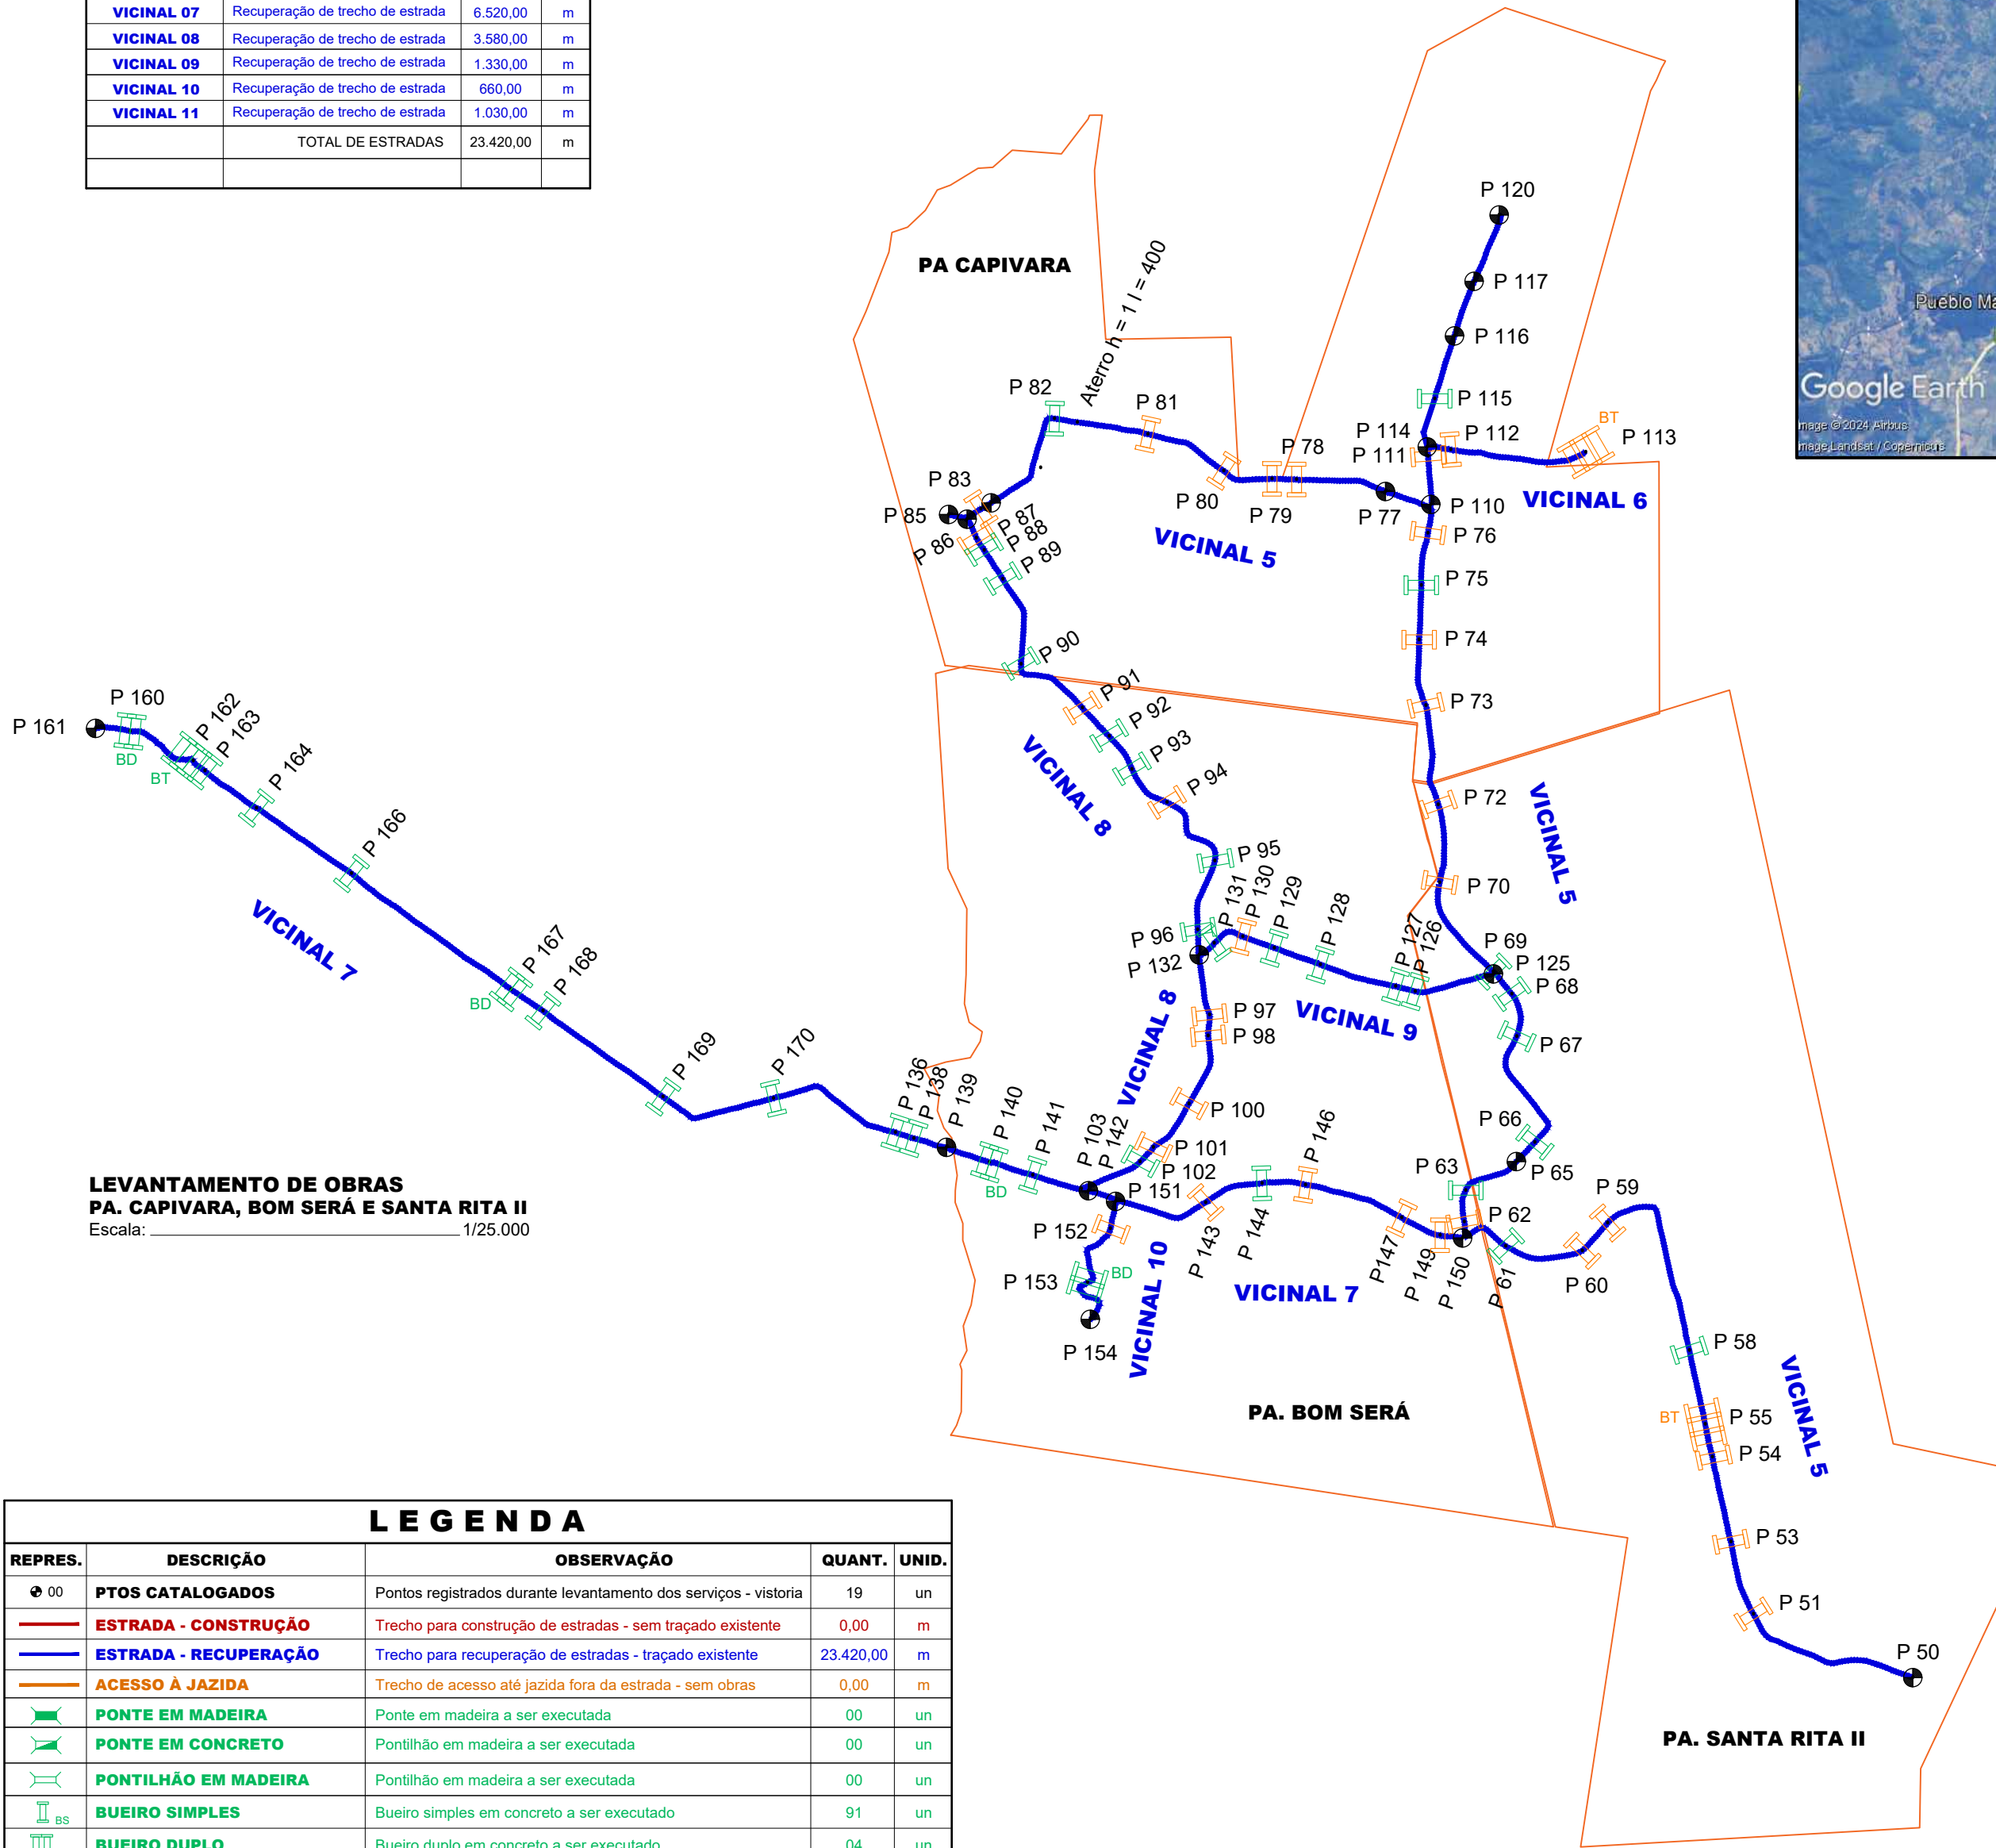 VICINAL 07 Recuperação de trecho de estrada 6.520,00 m
VICINAL 08 Recuperação de trecho de estrada 3.580,00 m
VICINAL 09 Recuperação de trecho de estrada 1.330,00 m
VICINAL 10 Recuperação de trecho de estrada 660,00 m
VICINAL 11 Recuperação de trecho de estrada 1.030,00 m
TOTAL DE ESTRADAS 23.420,00 m
Pueblo Ma
Google Earth
mage © 2024 Airbus
mage Landsat / Copernicus
PA CAPIVARA
Aterro h = 1 l = 400
P 120
P 117
P 116
P 115
P 114
P 112
BT
P 113
P 111
P 110
VICINAL 6
P 82
P 81
P 78
P 80
P 79
P 77
P 76
VICINAL 5
P 83
P 85
P 87
P 88
P 86
P 89
P 75
P 74
P 90
P 91
P 73
P 92
P 93
P 94
VICINAL 8
P 72
VICINAL 5
P 70
P 161
P 160
BD
P 162
P 163
BT
P 164
P 166
VICINAL 7
P 167
BD
P 168
P 169
P 170
P 95
P 96
P 131
P 130
P 129
P 128
P 127
P 126
P 132
P 69
P 125
P 68
P 67
VICINAL 9
P 97
P 98
VICINAL 8
P 100
P 101
P 102
P 136
P 138
P 139
P 140
BD
P 141
P 103
P 142
P 151
P 152
P 153
BD
P 154
VICINAL 10
P 143
P 144
P 146
P147
P 149
P 150
VICINAL 7
P 66
P 65
P 63
P 62
P 61
P 60
P 59
P 58
BT
P 55
P 54
VICINAL 5
P 53
P 51
P 50
PA. BOM SERÁ
PA. SANTA RITA II
LEVANTAMENTO DE OBRAS
PA. CAPIVARA, BOM SERÁ E SANTA RITA II
Escala: 1/25.000
LEGENDA
REPRES. DESCRIÇÃO OBSERVAÇÃO QUANT. UNID.
00 PTOS CATALOGADOS Pontos registrados durante levantamento dos serviços - vistoria 19 un
ESTRADA - CONSTRUÇÃO Trecho para construção de estradas - sem traçado existente 0,00 m
ESTRADA - RECUPERAÇÃO Trecho para recuperação de estradas - traçado existente 23.420,00 m
ACESSO À JAZIDA Trecho de acesso até jazida fora da estrada - sem obras 0,00 m
PONTE EM MADEIRA Ponte em madeira a ser executada 00 un
PONTE EM CONCRETO Pontilhão em madeira a ser executada 00 un
PONTILHÃO EM MADEIRA Pontilhão em madeira a ser executada 00 un
BS BUEIRO SIMPLES Bueiro simples em concreto a ser executado 91 un
BUEIRO DUPLO Bueiro duplo em concreto a ser executado 04 un